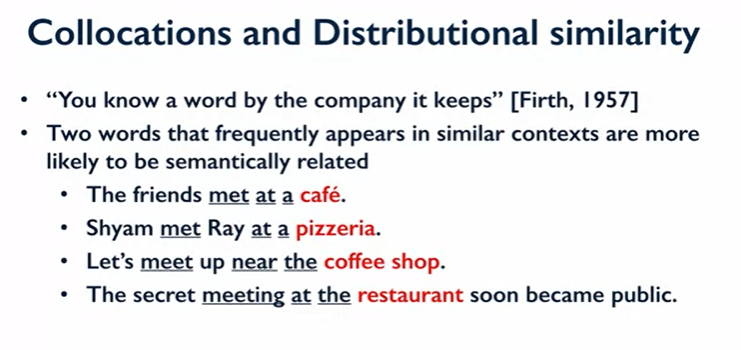 Collocations and Distributional similarity
• “You know a word by the company it keeps” [Firth, 1957]
• Two words that frequently appears in similar contexts are more
likely to be semantically related
• The friends met at a café.
• Shyam met Ray at a pizzeria.
• Let’s meet up near the coffee shop.
• The secret meeting at the restaurant soon became public.